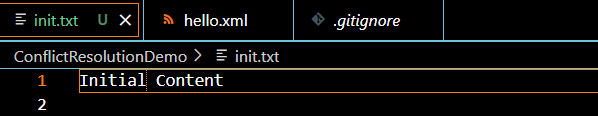 init.txt U hello.xml .gitignore
ConflictResolutionDemo > init.txt
1 Initial Content
2